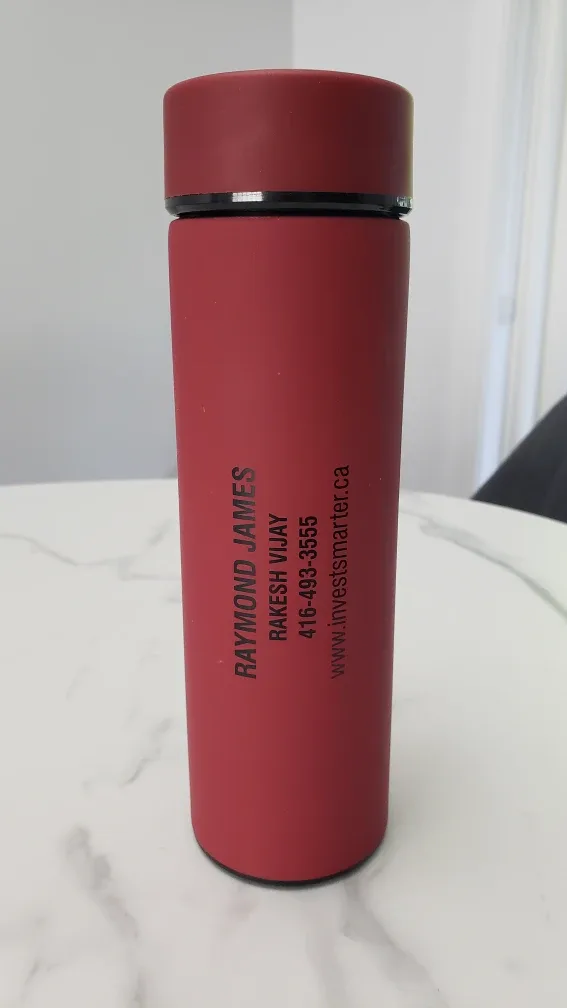 RAYMOND JAMES
RAKESH VIJAY
416-493-3555
www.investsmarter.ca